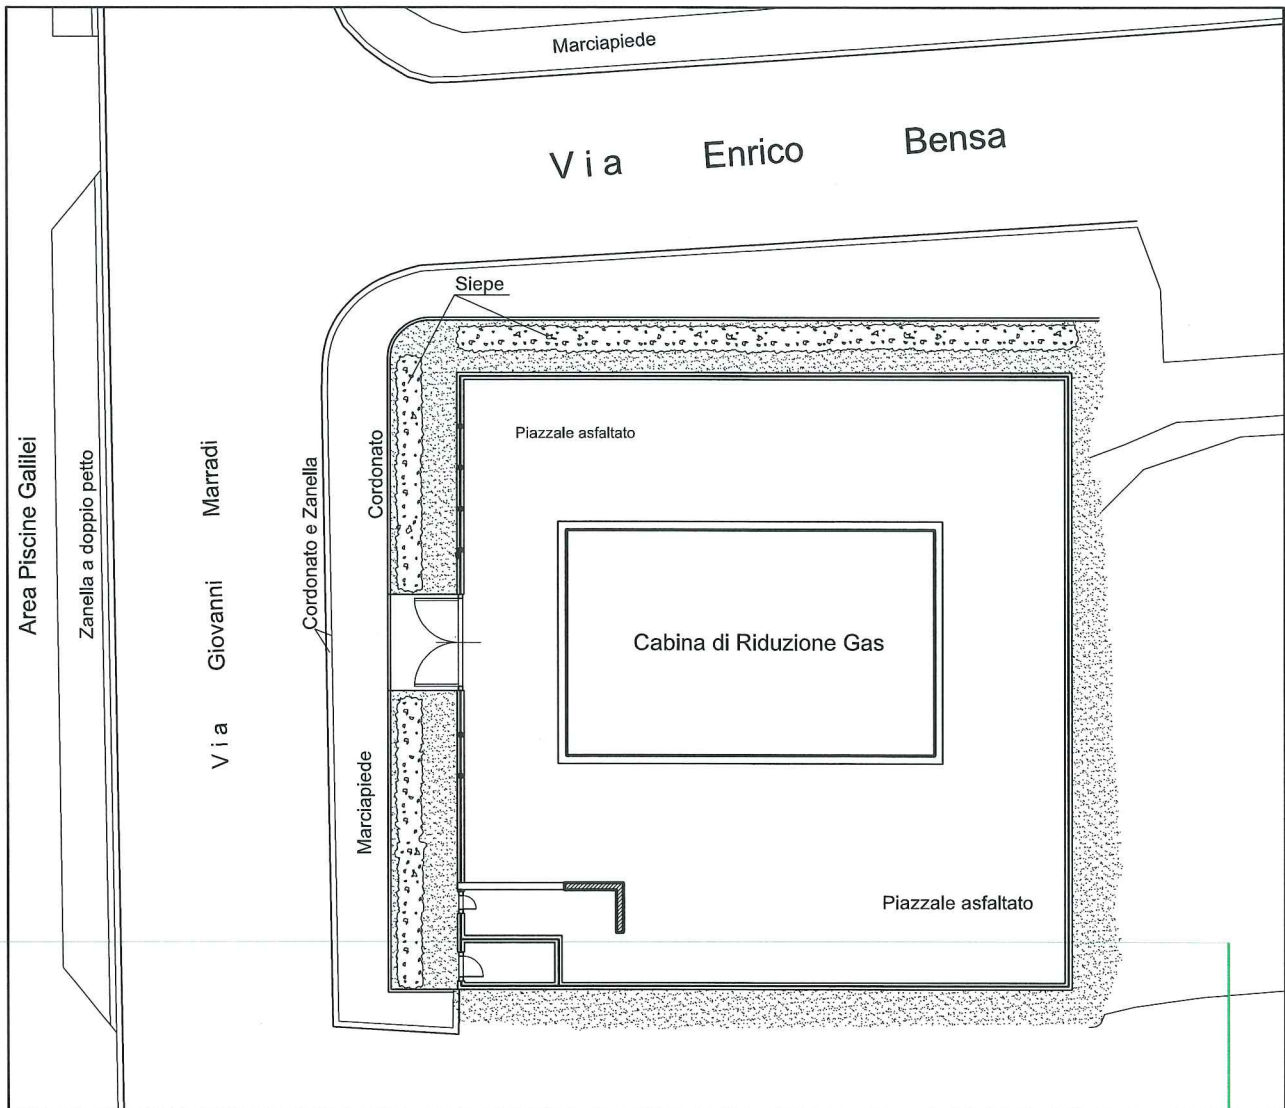 Marciapiede
Via Enrico Bensa
Siepe
Area Piscine Galilei
Zanella a doppio petto
Via Giovanni Marradi
Cordonato e Zanella
Cordonato
Piazzale asfaltato
Cabina di Riduzione Gas
Marciapiede
Piazzale asfaltato